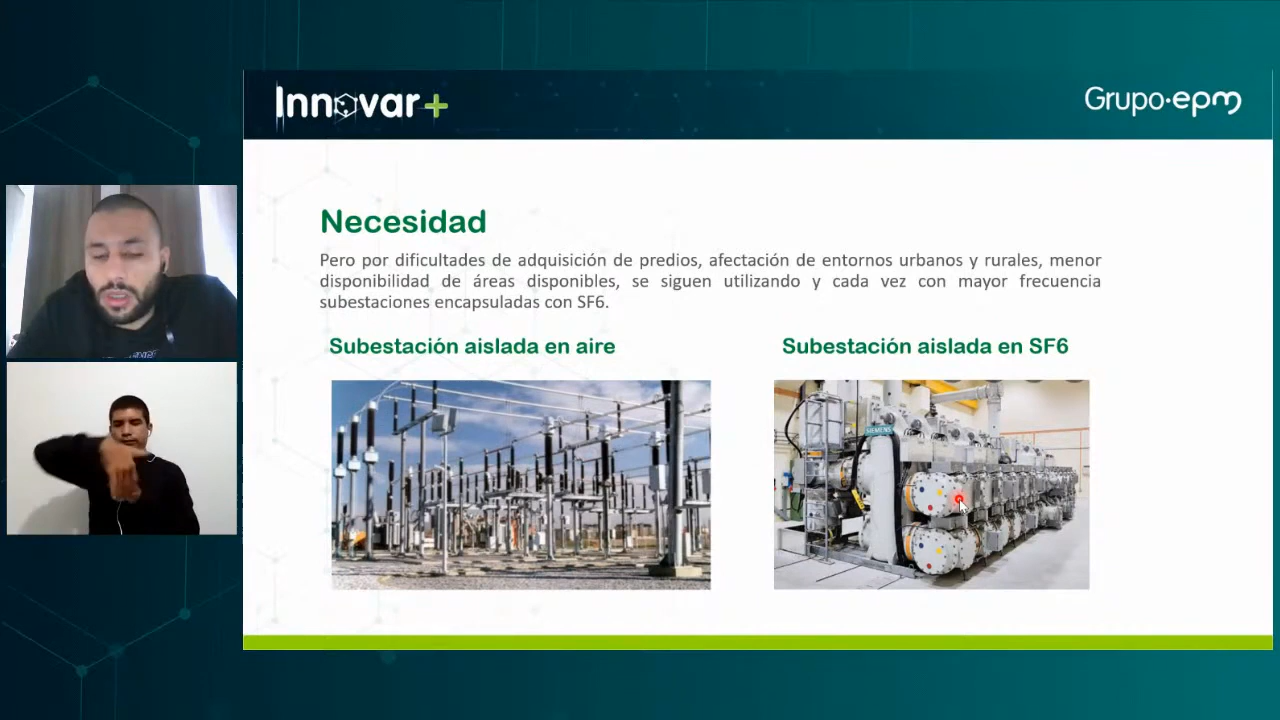 Innovar+
Grupo·epm
Necesidad
Pero por dificultades de adquisición de predios, afectación de entornos urbanos y rurales, menor
disponibilidad de áreas disponibles, se siguen utilizando y cada vez con mayor frecuencia
subestaciones encapsuladas con SF6.
Subestación aislada en aire
Subestación aislada en SF6
SIEMENS